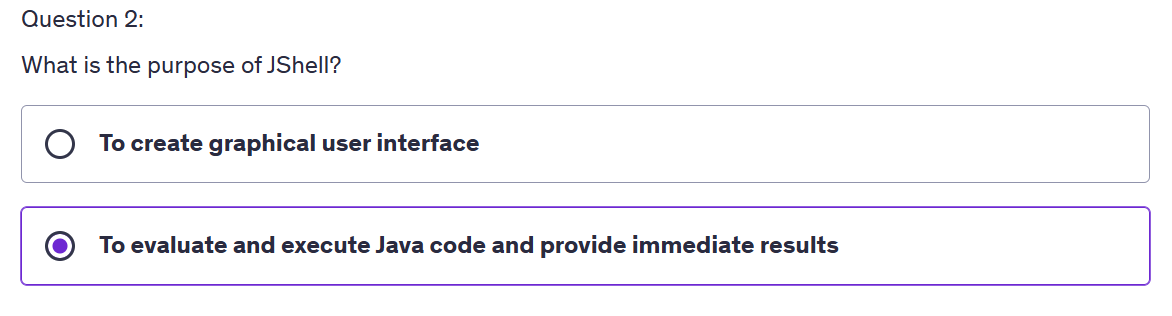 Question 2:
What is the purpose of JShell?
To create graphical user interface
To evaluate and execute Java code and provide immediate results